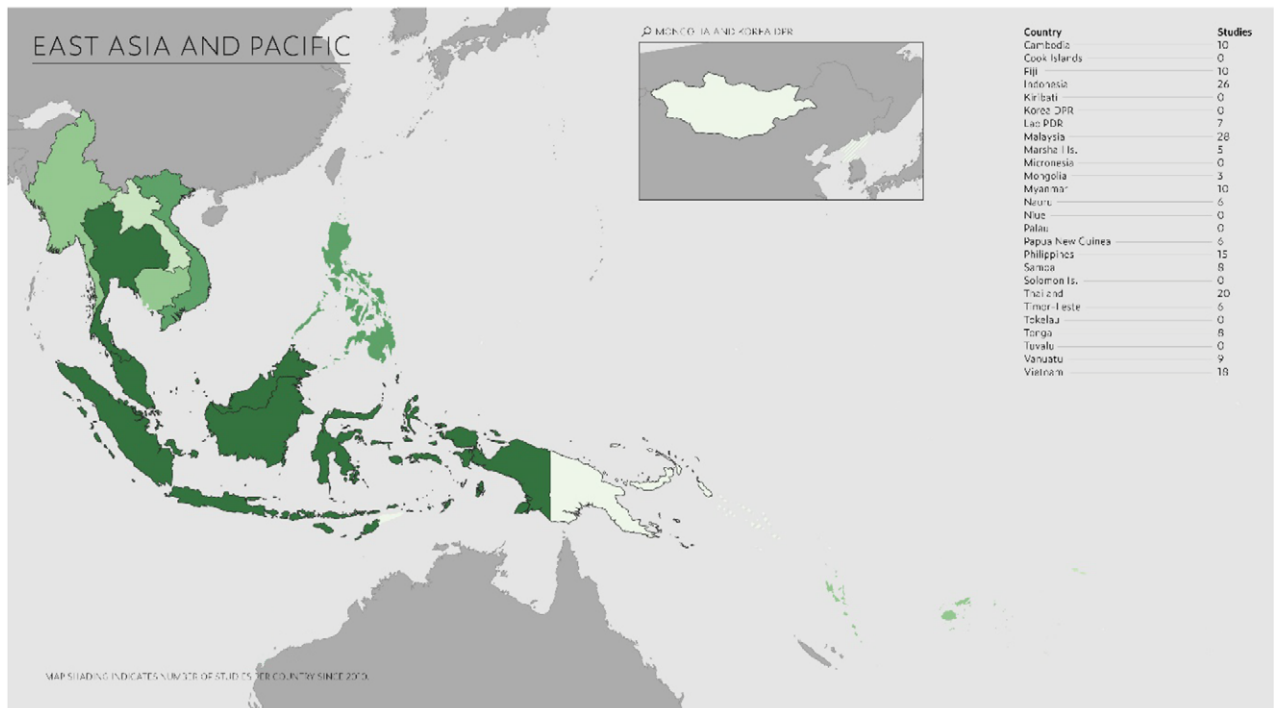 EAST ASIA AND PACIFIC
MONGOLIA AND KOREA DPR
Country Studies
Cambodia 10
Cook Islands 0
Fiji 10
Indonesia 26
Kiribati 0
Korea DPR 0
Lao PDR 7
Malaysia 28
Marshall Is. 5
Micronesia 0
Mongolia 3
Myanmar 10
Nauru 6
Niue 0
Palau 0
Papua New Guinea 6
Philippines 15
Samoa 8
Solomon Is. 0
Thailand 20
Timor-Leste 6
Tokelau 0
Tonga 8
Tuvalu 0
Vanuatu 9
Vietnam 18
MAP SHADING INDICATES NUMBER OF STUDIES PER COUNTRY SINCE 2010.